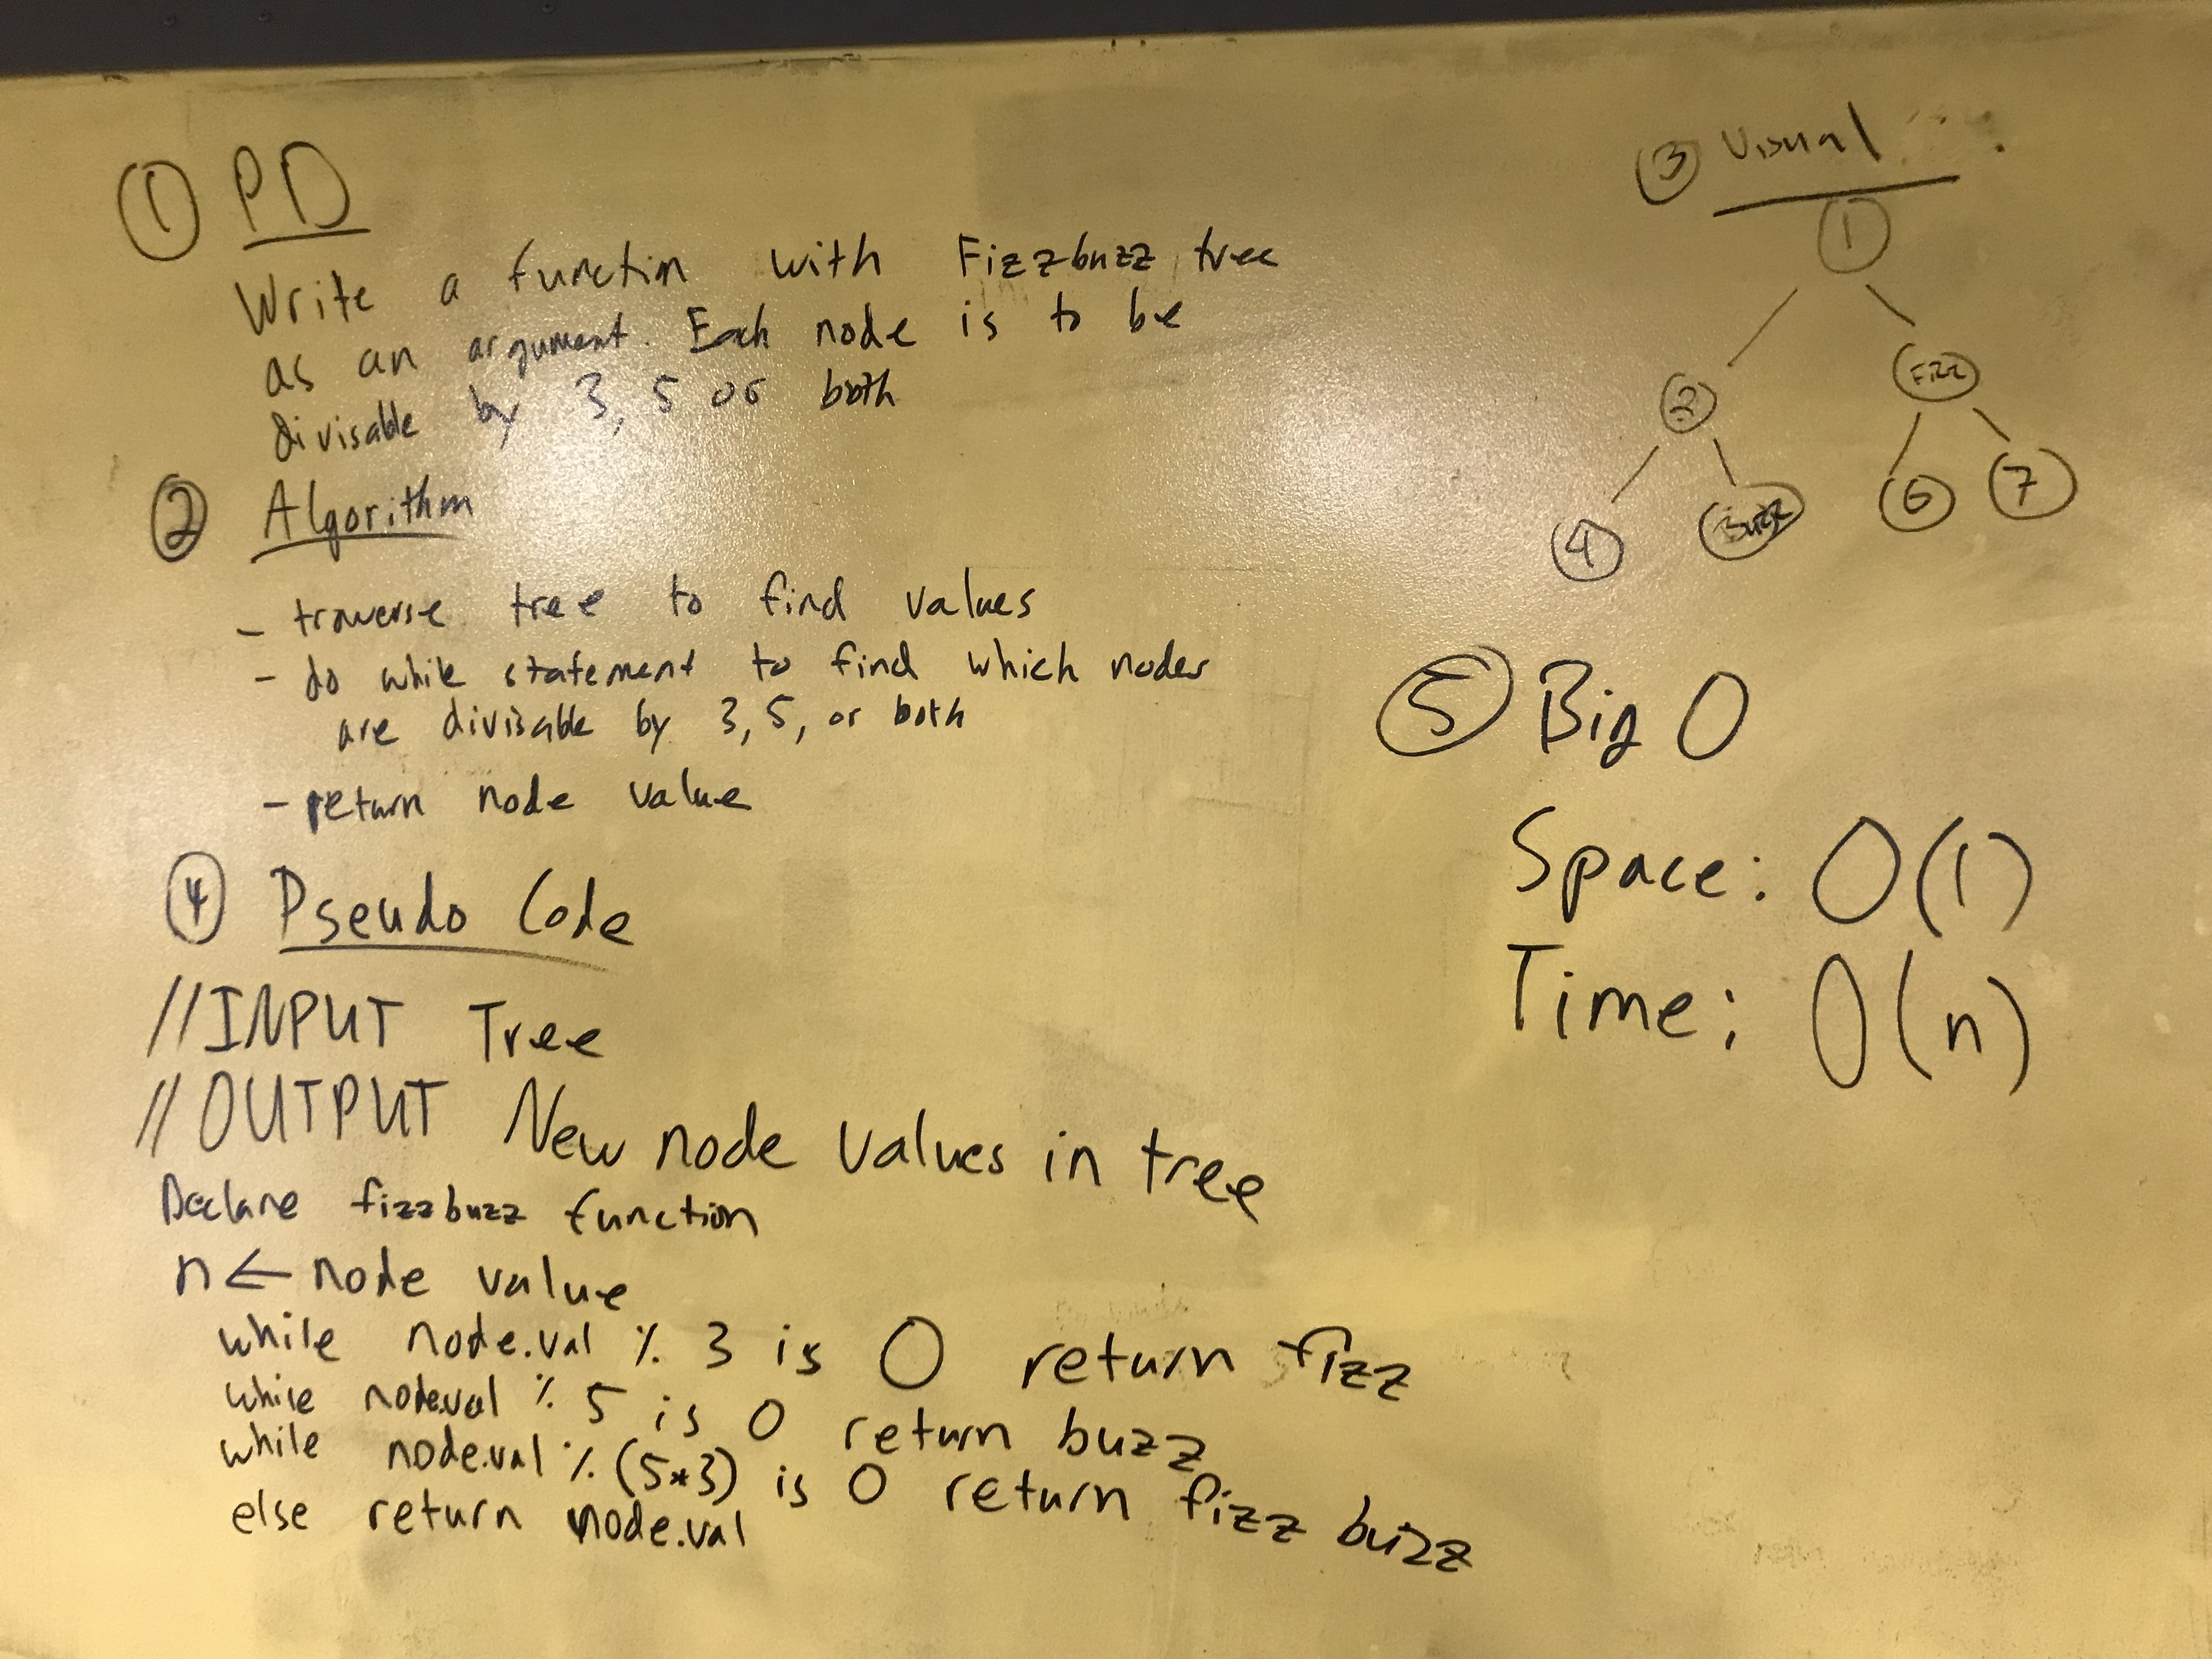 ① PD
Write a function with Fizzbuzz tree
as an argument. Each node is to be
divisable by 3, 5 or both
② Algorithm
- traverse tree to find values
- do while statement to find which nodes
are divisable by 3, 5, or both
- return node value
③ Visual
1
2 Fizz
4 Buzz 6 7
④ Pseudo Code
//INPUT Tree
//OUTPUT New node values in tree
Declare fizzbuzz function
n ← node value
while node.val % 3 is 0 return fizz
while node.val % 5 is 0 return buzz
while node.val % (5*3) is 0 return fizz buzz
else return node.val
⑤ Big O
Space: O(1)
Time: O(n)